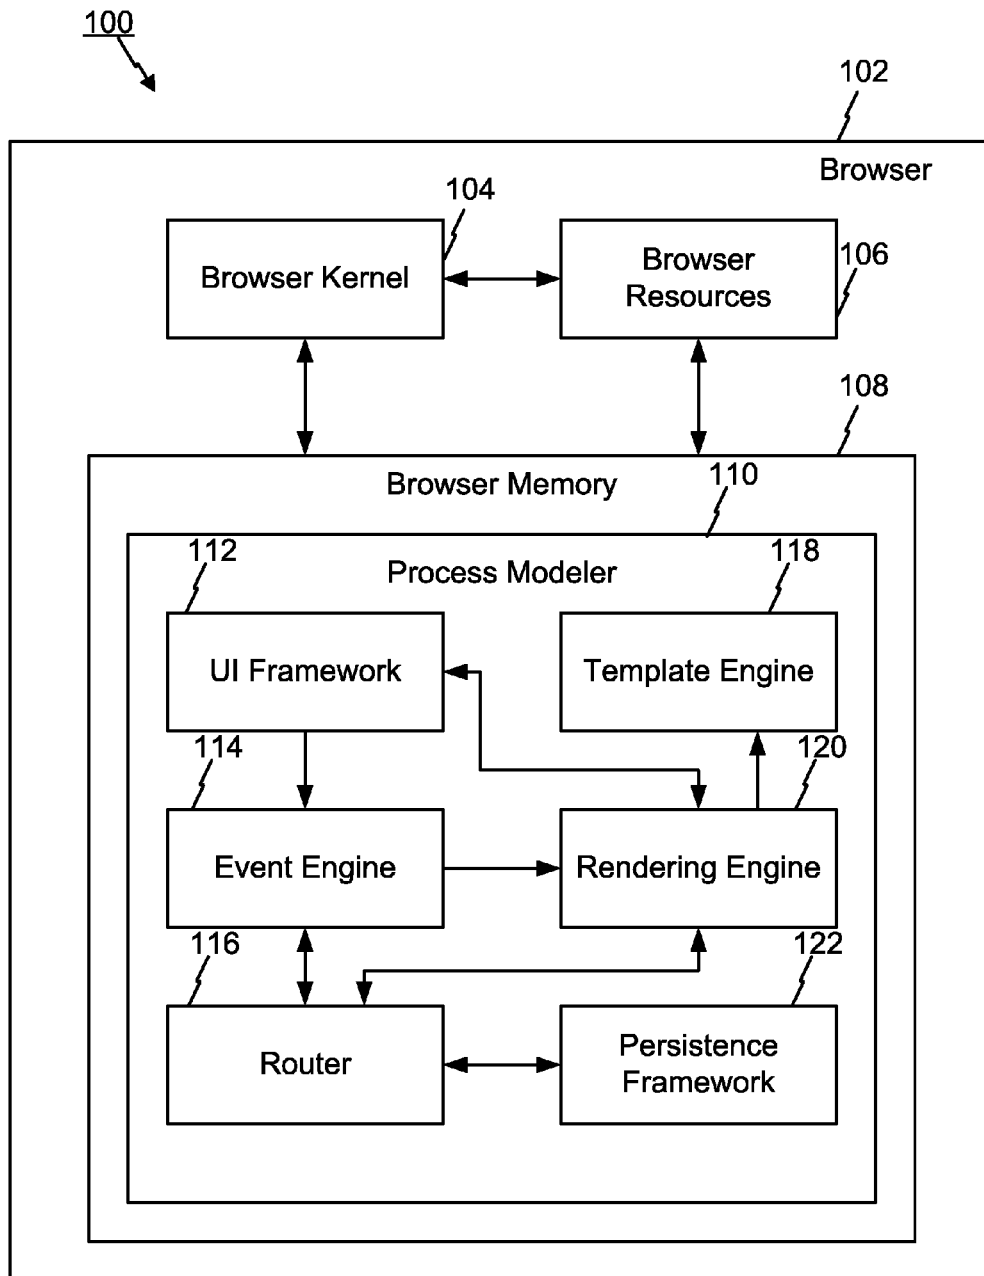 100
102
Browser
104
Browser Kernel
Browser
Resources
106
108
Browser Memory
110
112
Process Modeler
118
UI Framework
Template Engine
114
120
Event Engine
Rendering Engine
116
122
Router
Persistence
Framework